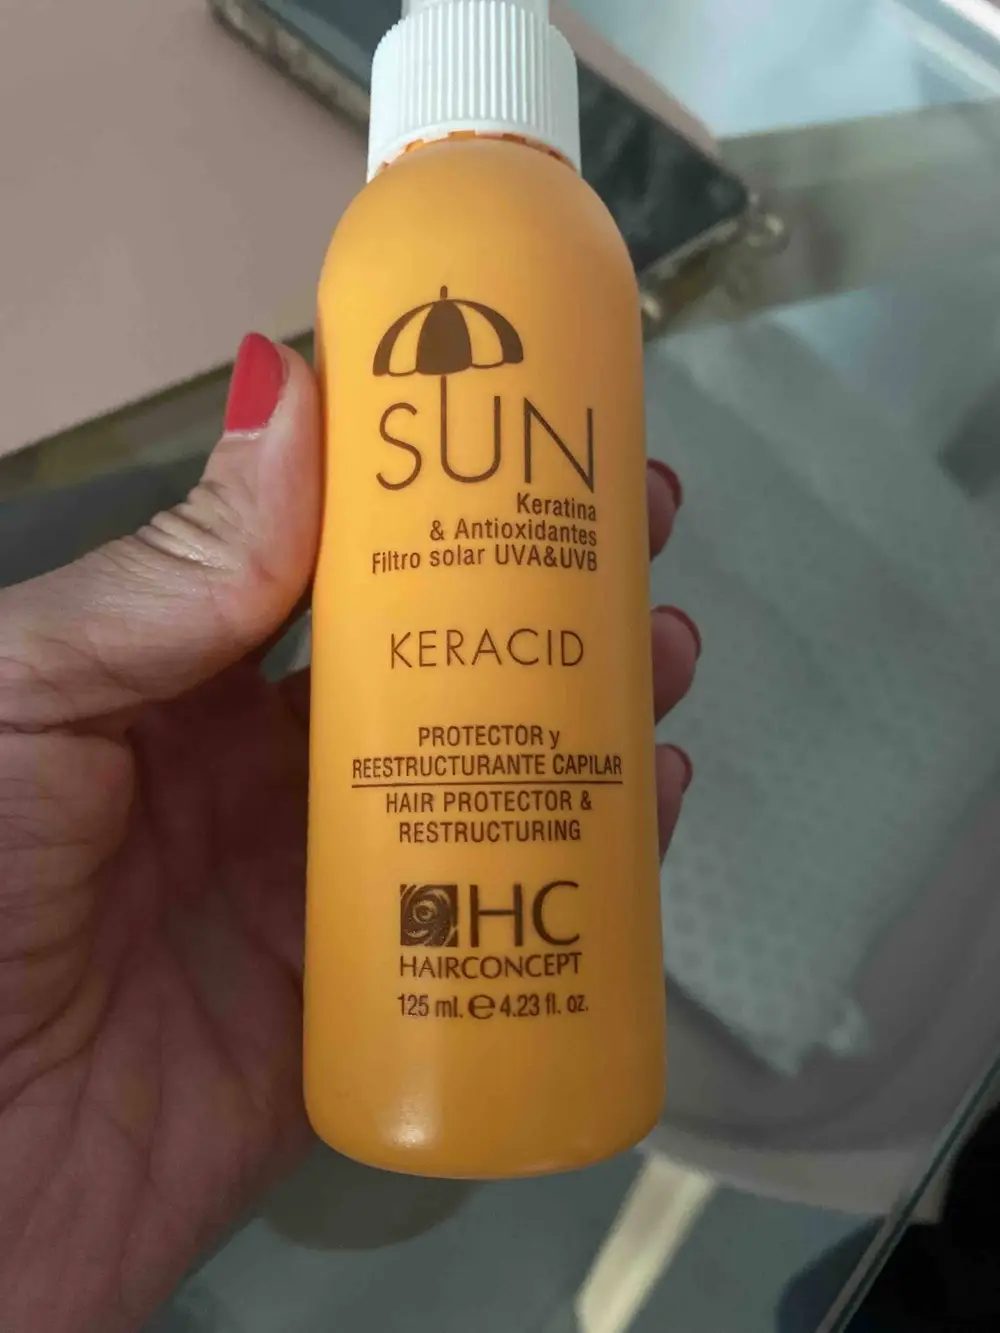 SUN
Keratina
& Antioxidantes
Filtro solar UVA&UVB
KERACID
PROTECTOR y
REESTRUCTURANTE CAPILAR
HAIR PROTECTOR &
RESTRUCTURING
HC
HAIRCONCEPT
125 ml. ℮ 4.23 fl. oz.